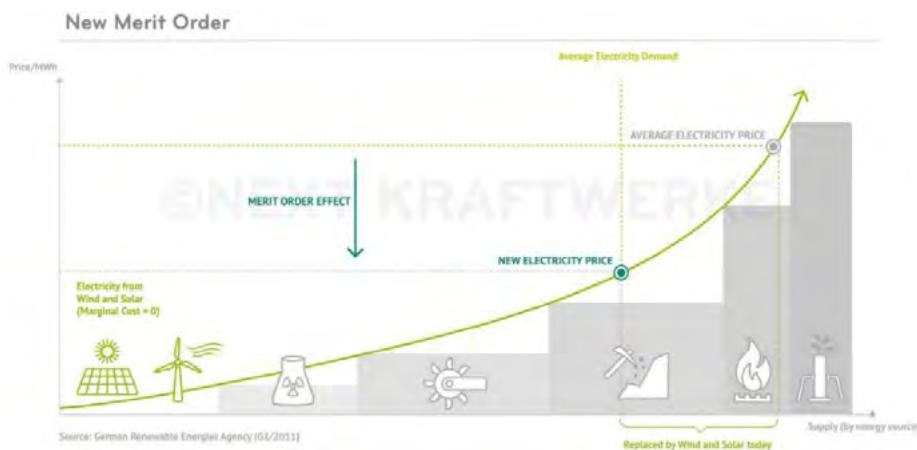 New Merit Order
Price/MWh
Average Electricity Demand
AVERAGE ELECTRICITY PRICE
©NEXT KRAFTWERKE
MERIT ORDER EFFECT
NEW ELECTRICITY PRICE
Electricity from
Wind and Solar
(Marginal Cost = 0)
Source: German Renewable Energies Agency (GE/2011)
Supply (by energy source)
Replaced by Wind and Solar today